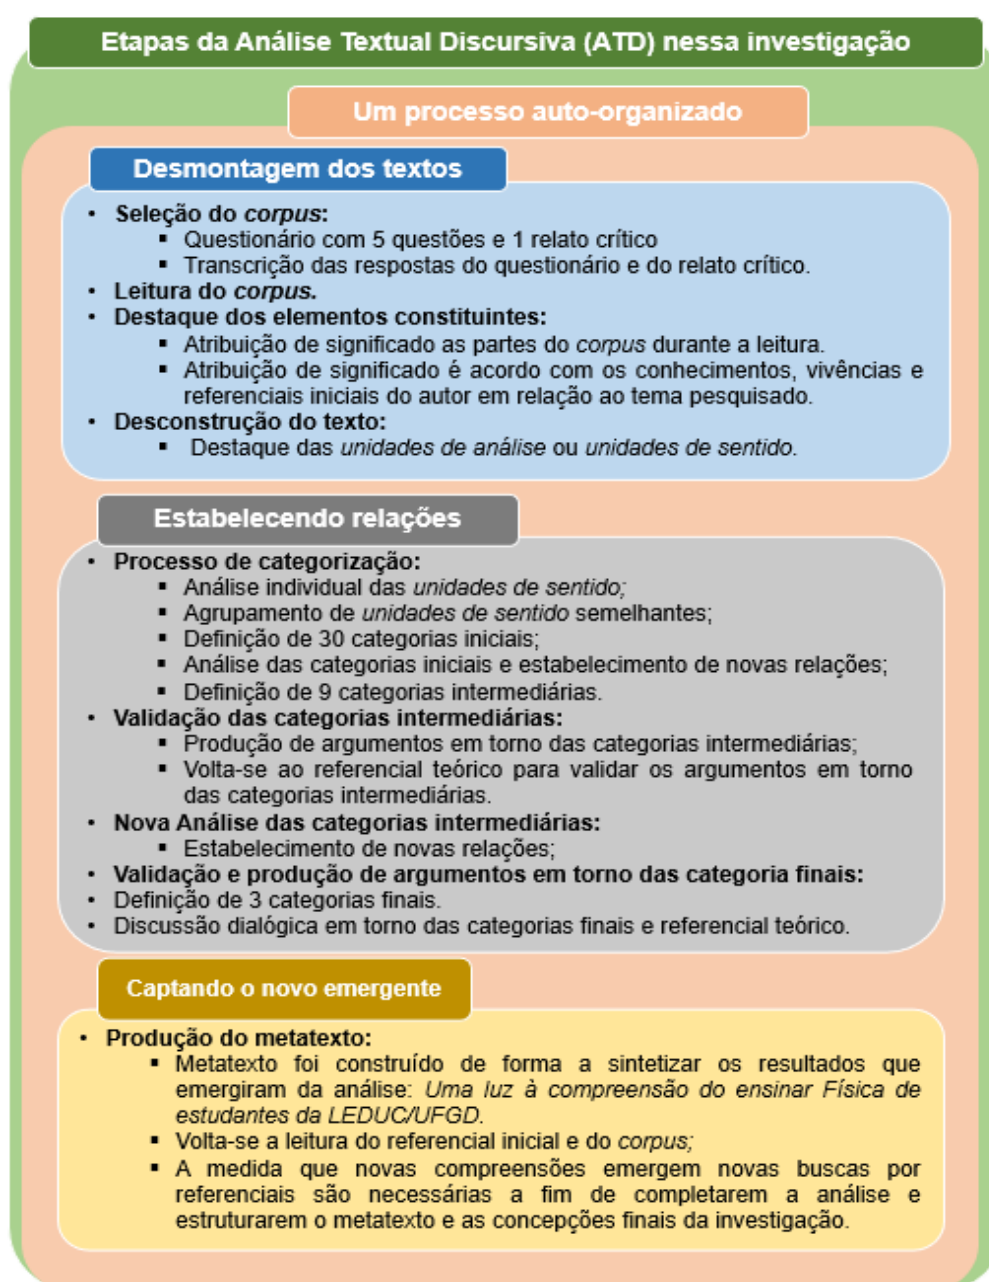 Etapas da Análise Textual Discursiva (ATD) nessa investigação
Um processo auto-organizado
Desmontagem dos textos
• Seleção do corpus:
▪ Questionário com 5 questões e 1 relato crítico
▪ Transcrição das respostas do questionário e do relato crítico.
• Leitura do corpus.
• Destaque dos elementos constituintes:
▪ Atribuição de significado as partes do corpus durante a leitura.
▪ Atribuição de significado é acordo com os conhecimentos, vivências e
referenciais iniciais do autor em relação ao tema pesquisado.
• Desconstrução do texto:
▪ Destaque das unidades de análise ou unidades de sentido.
Estabelecendo relações
• Processo de categorização:
▪ Análise individual das unidades de sentido;
▪ Agrupamento de unidades de sentido semelhantes;
▪ Definição de 30 categorias iniciais;
▪ Análise das categorias iniciais e estabelecimento de novas relações;
▪ Definição de 9 categorias intermediárias.
• Validação das categorias intermediárias:
▪ Produção de argumentos em torno das categorias intermediárias;
▪ Volta-se ao referencial teórico para validar os argumentos em torno
das categorias intermediárias.
• Nova Análise das categorias intermediárias:
▪ Estabelecimento de novas relações;
• Validação e produção de argumentos em torno das categoria finais:
• Definição de 3 categorias finais.
• Discussão dialógica em torno das categorias finais e referencial teórico.
Captando o novo emergente
• Produção do metatexto:
▪ Metatexto foi construído de forma a sintetizar os resultados que
emergiram da análise: Uma luz à compreensão do ensinar Física de
estudantes da LEDUC/UFGD.
▪ Volta-se a leitura do referencial inicial e do corpus;
▪ A medida que novas compreensões emergem novas buscas por
referenciais são necessárias a fim de completarem a análise e
estruturarem o metatexto e as concepções finais da investigação.